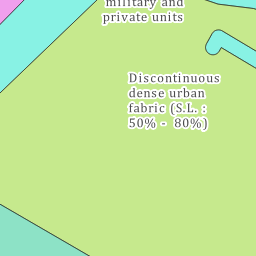 military and
private units
Discontinuous
dense urban
fabric (S.L. :
50% - 80%)